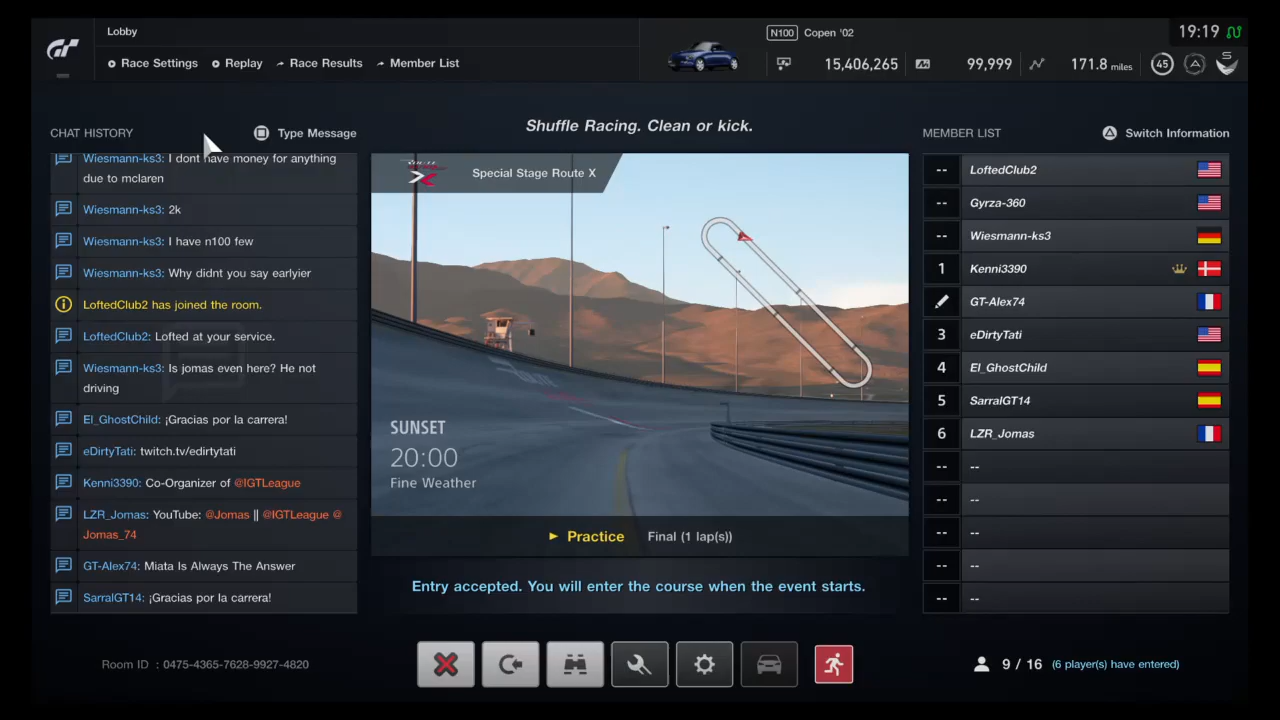 Lobby
N100 Copen '02
19:19
Race Settings Replay Race Results Member List
15,406,265 99,999 171.8 miles 45 S
CHAT HISTORY Type Message
Shuffle Racing. Clean or kick.
MEMBER LIST Switch Information
Wiesmann-ks3: I dont have money for anything
due to mclaren
Wiesmann-ks3: 2k
Wiesmann-ks3: I have n100 few
Wiesmann-ks3: Why didnt you say earlyier
LoftedClub2 has joined the room.
LoftedClub2: Lofted at your service.
Wiesmann-ks3: Is jomas even here? He not
driving
El_GhostChild: ¡Gracias por la carrera!
eDirtyTati: twitch.tv/edirtytati
Kenni3390: Co-Organizer of @IGTLeague
LZR_Jomas: YouTube: @Jomas || @IGTLeague @
Jomas_74
GT-Alex74: Miata Is Always The Answer
SarralGT14: ¡Gracias por la carrera!
Special Stage Route X
SUNSET
20:00
Fine Weather
Practice Final (1 lap(s))
Entry accepted. You will enter the course when the event starts.
-- LoftedClub2
-- Gyrza-360
-- Wiesmann-ks3
1 Kenni3390
GT-Alex74
3 eDirtyTati
4 El_GhostChild
5 SarralGT14
6 LZR_Jomas
-- --
-- --
-- --
-- --
-- --
Room ID : 0475-4365-7628-9927-4820
9 / 16 (6 player(s) have entered)